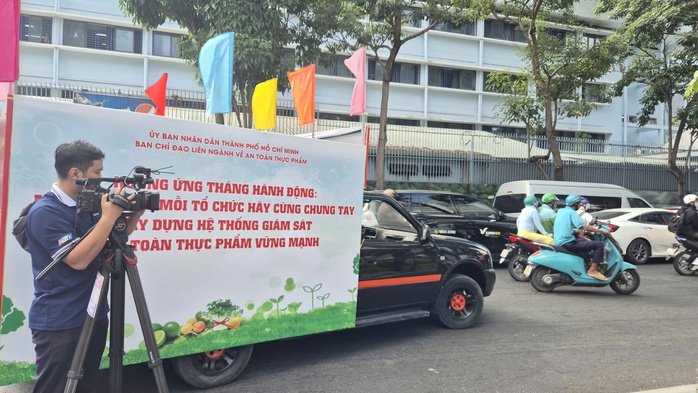 ỦY BAN NHÂN DÂN THÀNH PHỐ HỒ CHÍ MINH
BAN CHỈ ĐẠO LIÊN NGÀNH VỀ AN TOÀN THỰC PHẨM
NG ỨNG THÁNG HÀNH ĐỘNG:
MỖI TỔ CHỨC HÃY CÙNG CHUNG TAY
Y DỰNG HỆ THỐNG GIÁM SÁT
TOÀN THỰC PHẨM VỮNG MẠNH